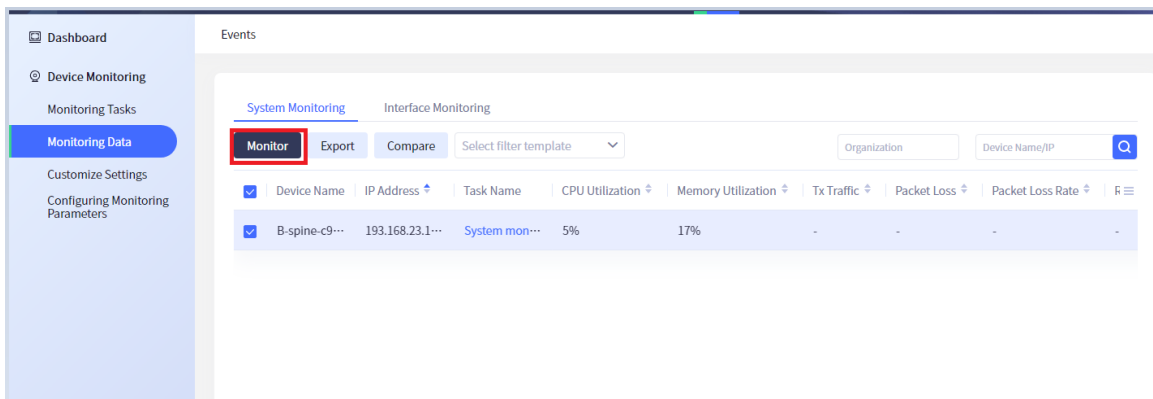 Dashboard
Events
Device Monitoring
Monitoring Tasks
System Monitoring Interface Monitoring
Monitoring Data
Monitor Export Compare Select filter template Organization Device Name/IP
Customize Settings
Configuring Monitoring
Parameters
Device Name IP Address Task Name CPU Utilization Memory Utilization Tx Traffic Packet Loss Packet Loss Rate
B-spine-c9··· 193.168.23.1··· System mon··· 5% 17% - - - -